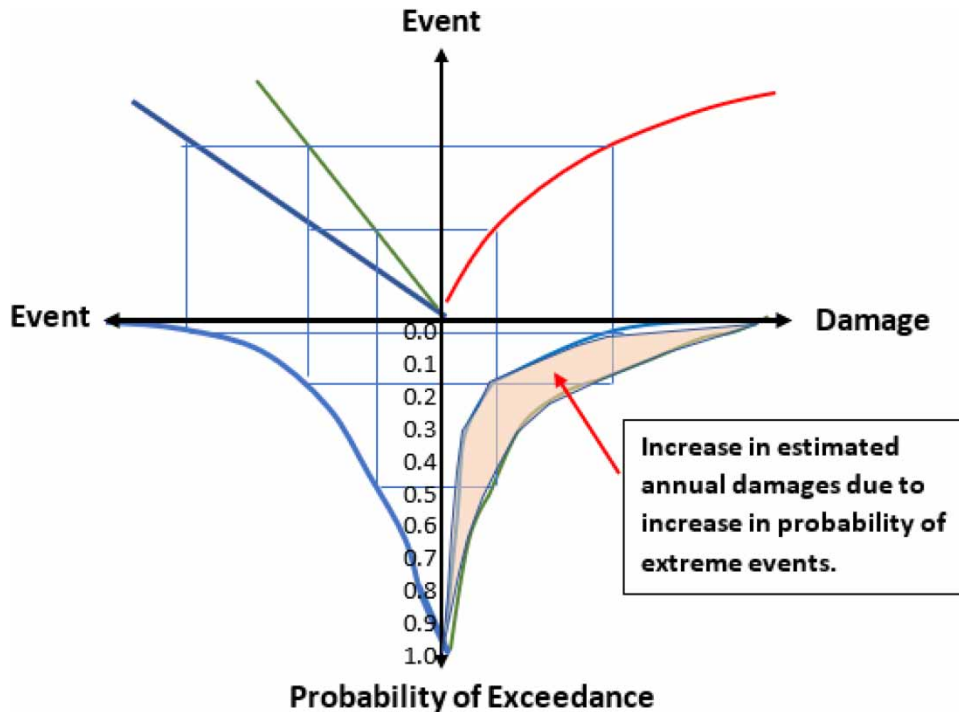 Event
Event
Damage
0.0
0.1
0.2
0.3
0.4
0.5
0.6
0.7
0.8
0.9
1.0
Increase in estimated
annual damages due to
increase in probability of
extreme events.
Probability of Exceedance